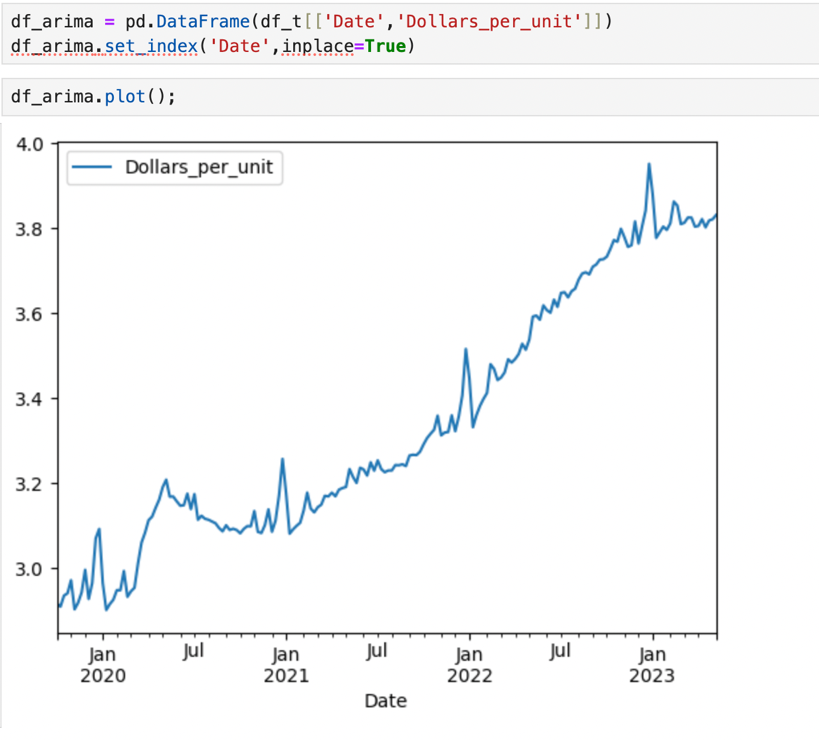 df_arima = pd.DataFrame(df_t[['Date','Dollars_per_unit']])
df_arima.set_index('Date',inplace=True)
df_arima.plot();
4.0
Dollars_per_unit
3.8
3.6
3.4
3.2
3.0
Jan Jul Jan Jul Jan Jul Jan
2020 2021 2022 2023
Date